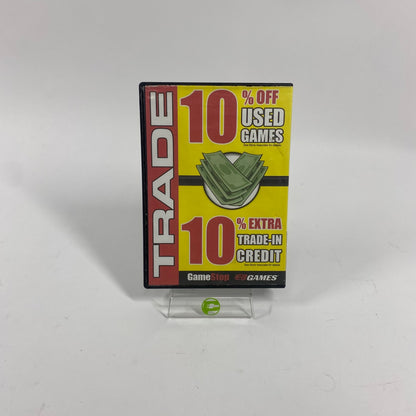 TRADE
10% OFF
USED
GAMES
10% EXTRA
TRADE-IN
CREDIT
GameStop EB GAMES